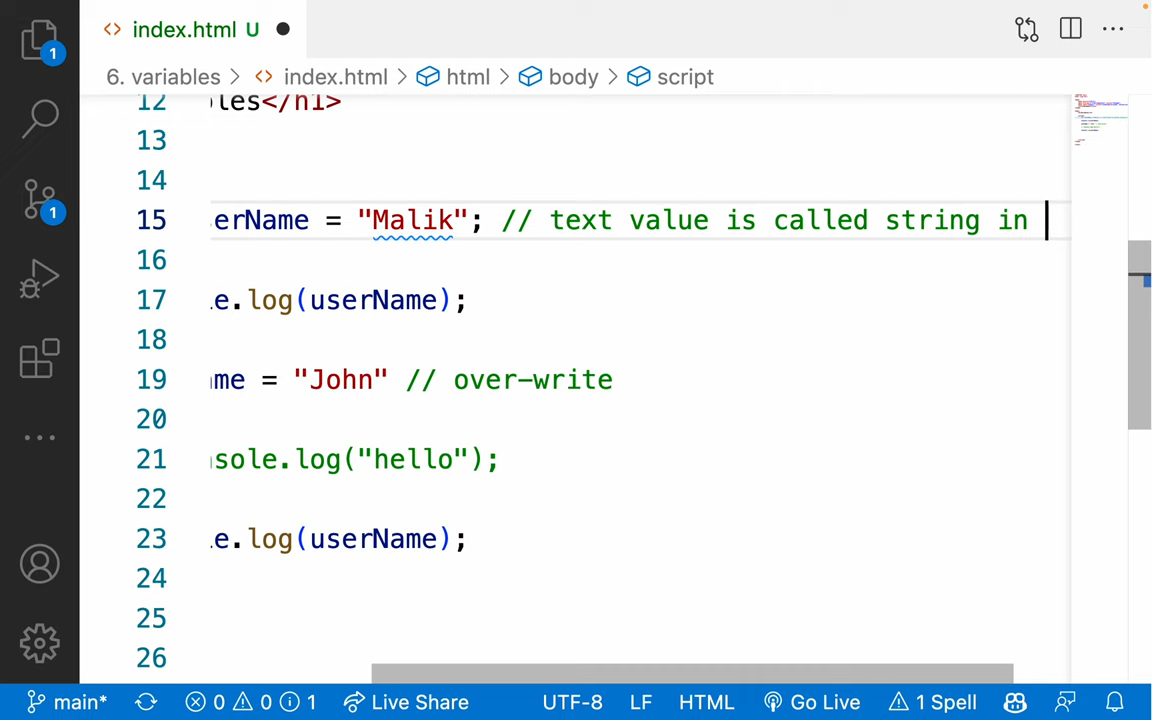 index.html U
6. variables > index.html > html > body > script
1
1
12 les</h1>
13
14
15 erName = "Malik"; // text value is called string in
16
17 e.log(userName);
18
19 me = "John" // over-write
20
21 sole.log("hello");
22
23 e.log(userName);
24
25
26
main* 0 0 1 Live Share UTF-8 LF HTML Go Live 1 Spell